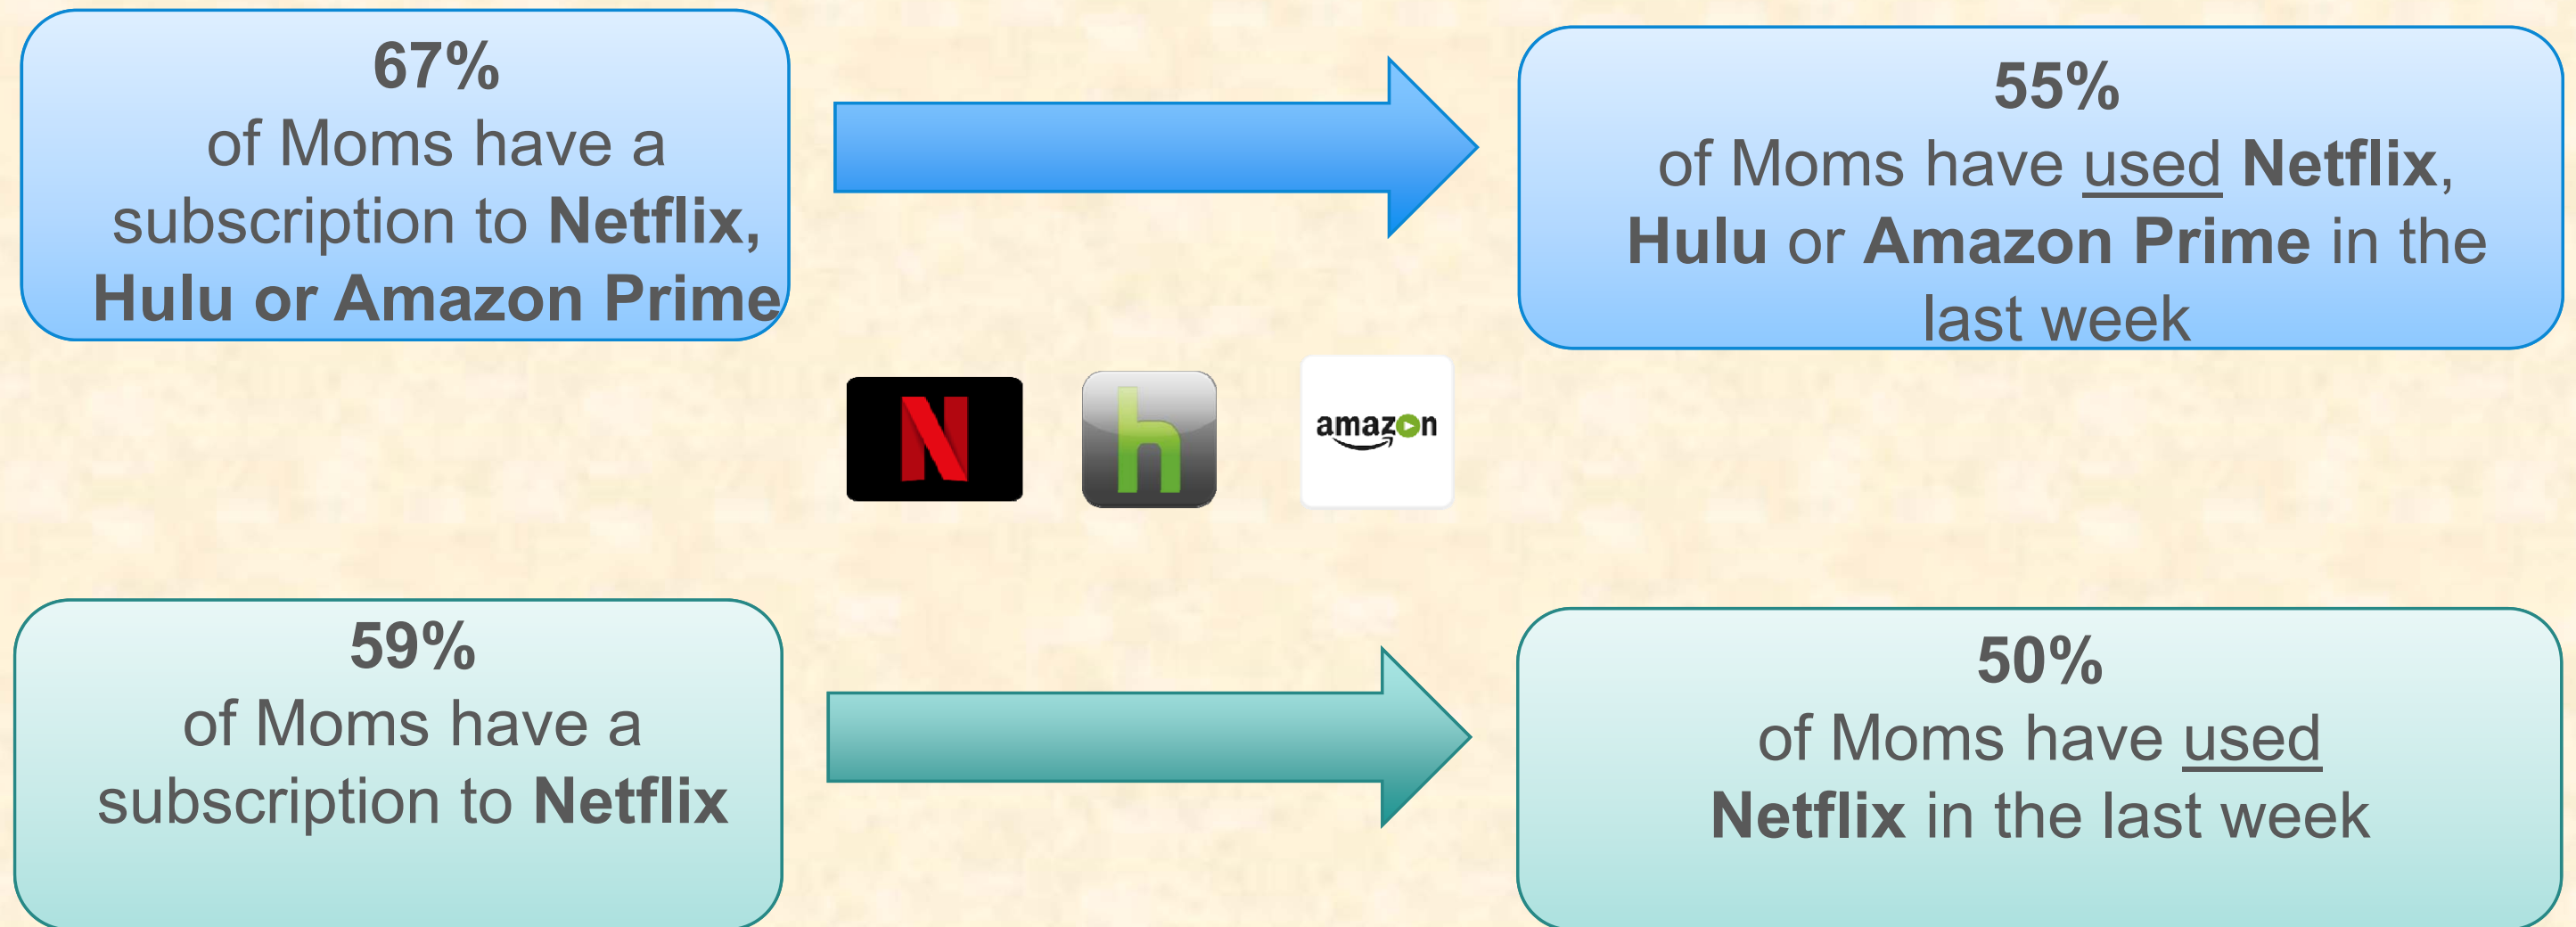 67%
of Moms have a
subscription to Netflix,
Hulu or Amazon Prime
55%
of Moms have used Netflix,
Hulu or Amazon Prime in the
last week
N
h
amazon
59%
of Moms have a
subscription to Netflix
50%
of Moms have used
Netflix in the last week